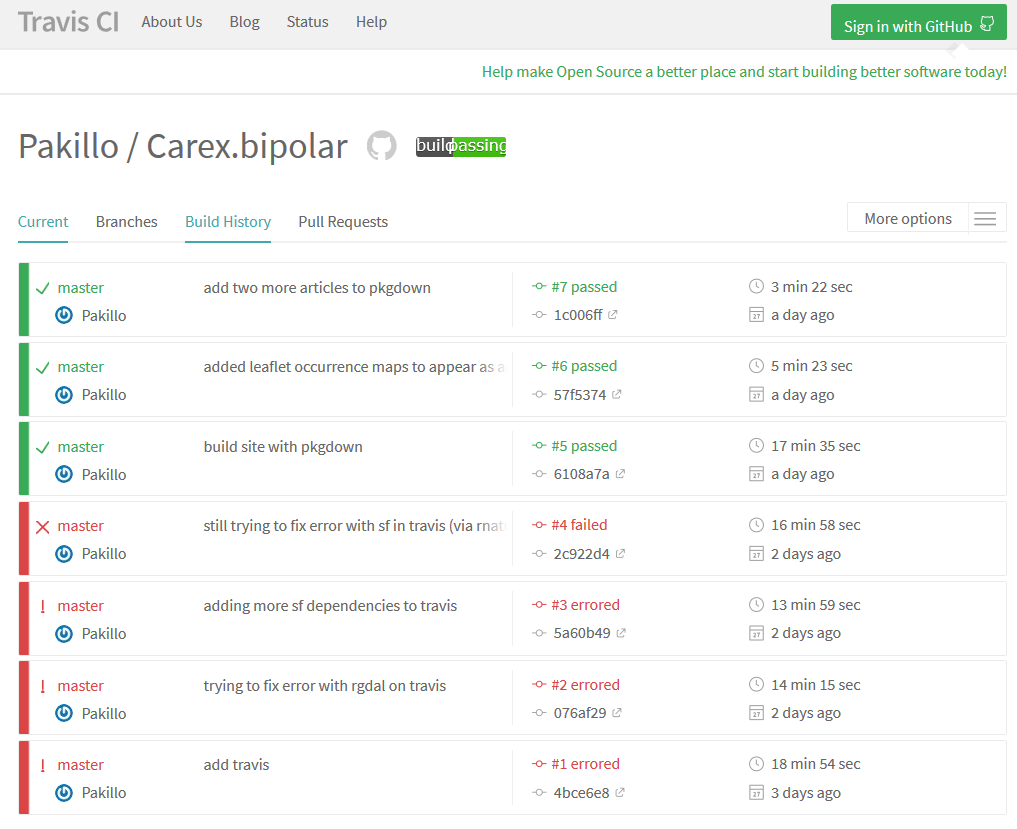 Travis CI About Us Blog Status Help Sign in with GitHub
Help make Open Source a better place and start building better software today!
Pakillo / Carex.bipolar build passing
Current Branches Build History Pull Requests More options
master add two more articles to pkgdown #7 passed 3 min 22 sec
Pakillo 1c006ff a day ago
master added leaflet occurrence maps to appear as a #6 passed 5 min 23 sec
Pakillo 57f5374 a day ago
master build site with pkgdown #5 passed 17 min 35 sec
Pakillo 6108a7a a day ago
master still trying to fix error with sf in travis (via rnat #4 failed 16 min 58 sec
Pakillo 2c922d4 2 days ago
master adding more sf dependencies to travis #3 errored 13 min 59 sec
Pakillo 5a60b49 2 days ago
master trying to fix error with rgdal on travis #2 errored 14 min 15 sec
Pakillo 076af29 2 days ago
master add travis #1 errored 18 min 54 sec
Pakillo 4bce6e8 3 days ago